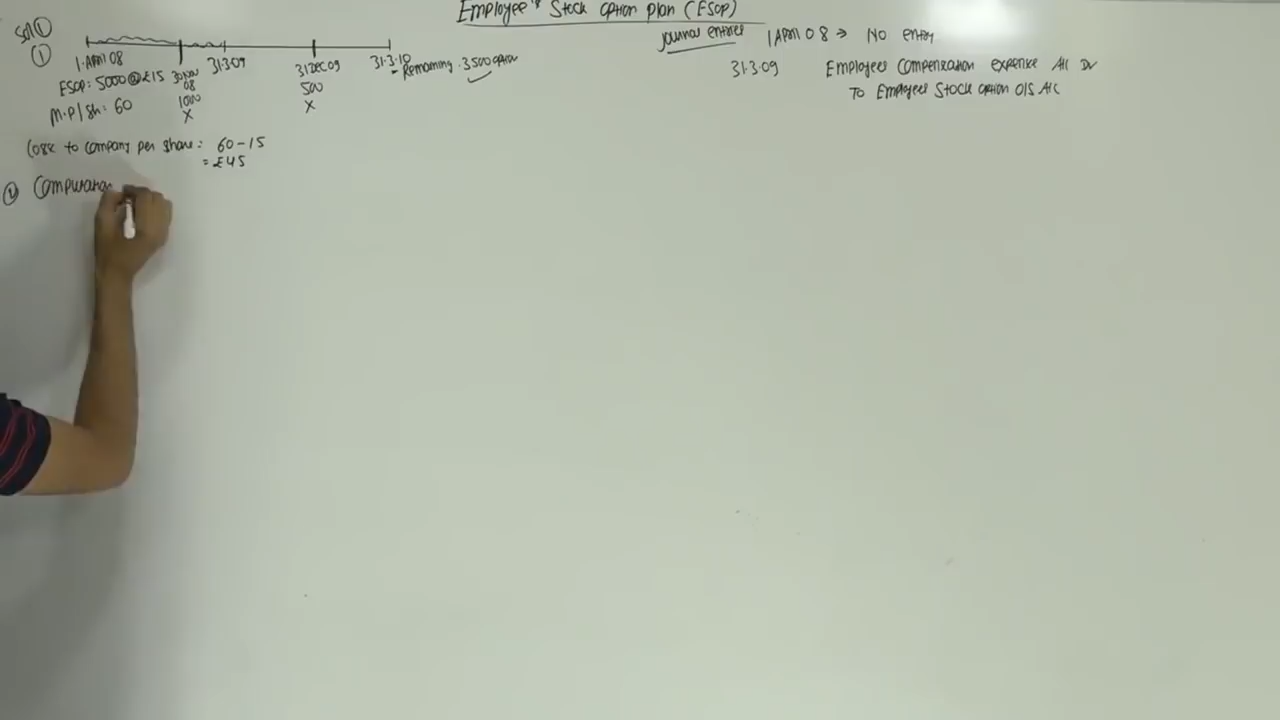 Employee's Stock option plan (ESOP)
Sol ①
①
1 April 08
31.3.09
31 Dec 09
31.3.10
Remaining 3500 option
ESOP: 5000 @ £15
30 Nov 08
1000
X
500
X
M.P/Sh: 60
Cost to company per share: 60-15
= £45
② Computation
Journal entries
1 April 08 → No entry
31.3.09 Employees Compensation expense A/c Dr
To Employees Stock option O/S A/c